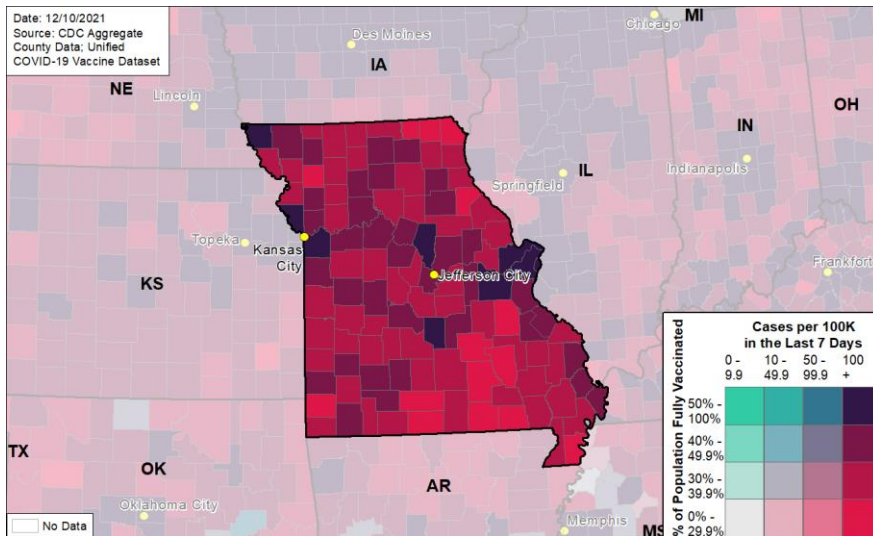 Date: 12/10/2021
Source: CDC Aggregate
County Data; Unified
COVID-19 Vaccine Dataset
Chicago
MI
Des Moines
IA
NE
Lincoln
OH
IN
Indianapolis
IL
Springfield
Topeka
Kansas
City
Jefferson City
Frankfort
KS
TX
OK
Oklahoma City
AR
Memphis
MS
No Data
% of Population Fully Vaccinated
Cases per 100K
in the Last 7 Days
0 - 10 - 50 - 100
9.9 49.9 99.9 +
50% -
100%
40% -
49.9%
30% -
39.9%
0% -
29.9%